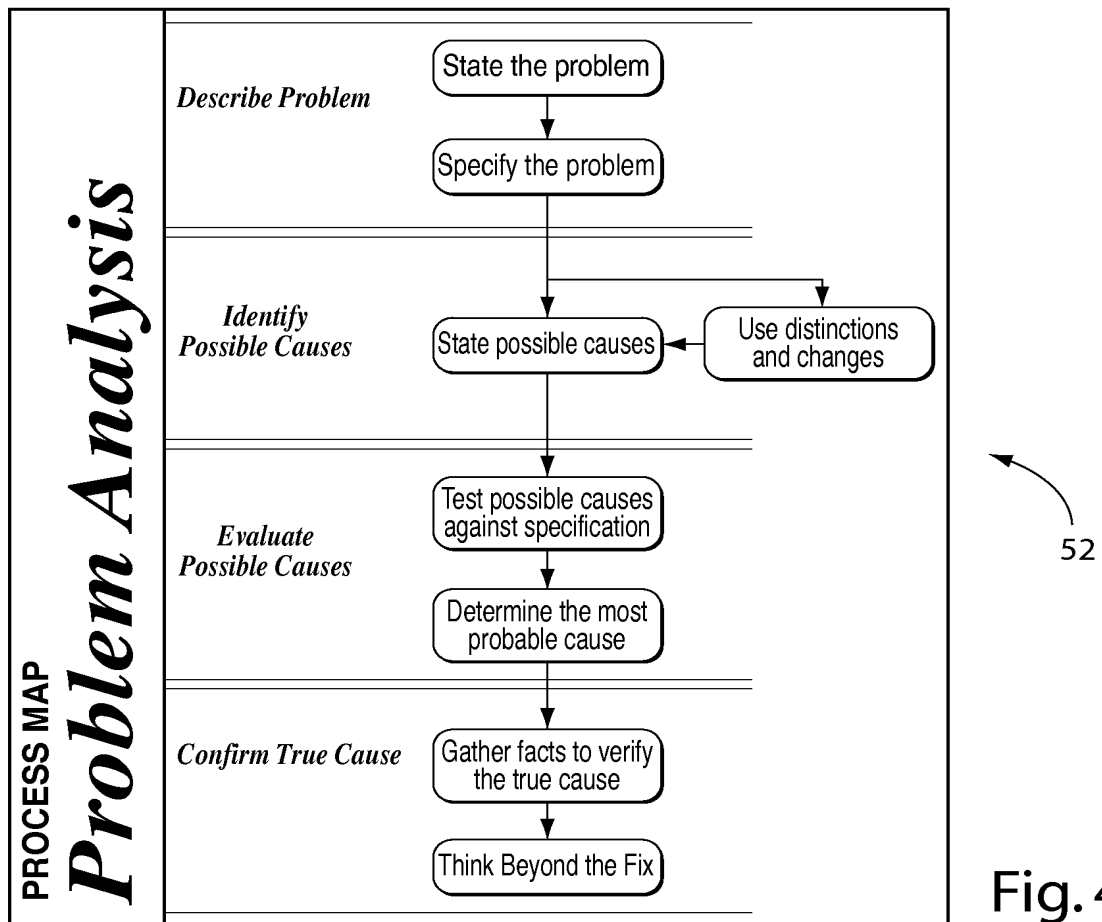 PROCESS MAP
Problem Analysis
Describe Problem
State the problem
Specify the problem
Identify
Possible Causes
State possible causes
Use distinctions
and changes
Evaluate
Possible Causes
Test possible causes
against specification
Determine the most
probable cause
Confirm True Cause
Gather facts to verify
the true cause
Think Beyond the Fix
52
Fig. 4